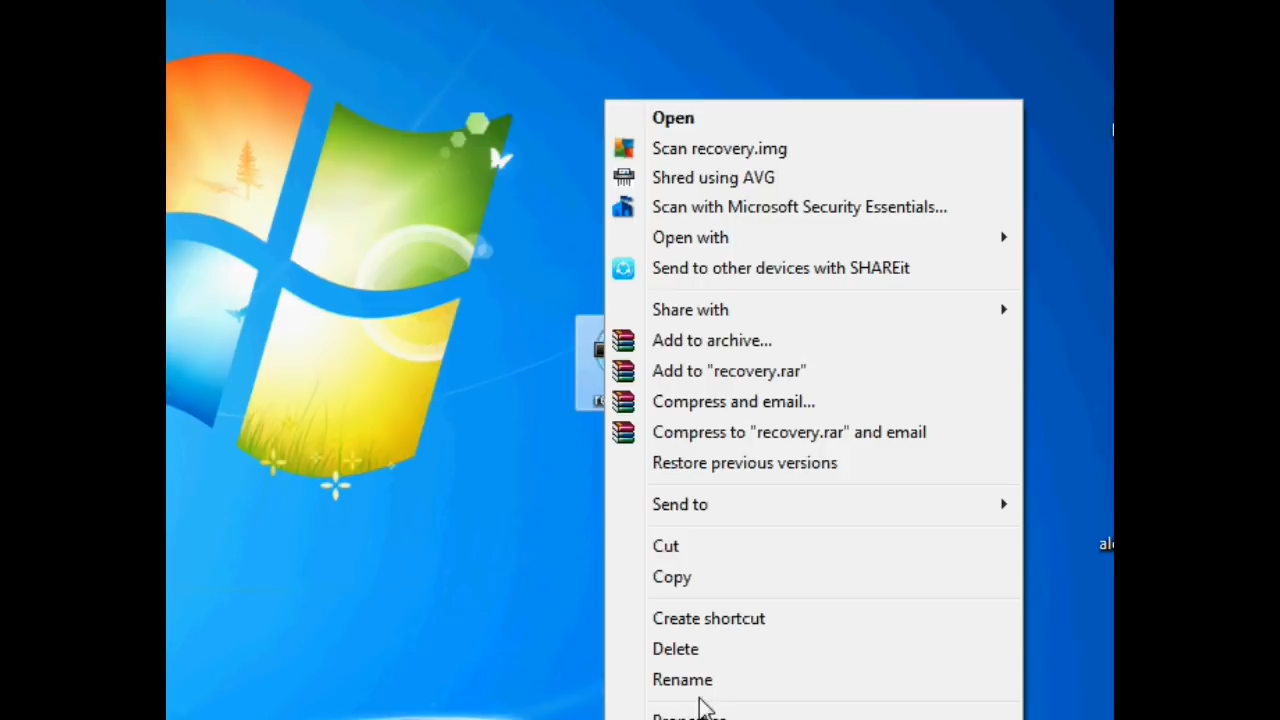 Open
Scan recovery.img
Shred using AVG
Scan with Microsoft Security Essentials...
Open with
Send to other devices with SHAREit
Share with
Add to archive...
Add to "recovery.rar"
Compress and email...
Compress to "recovery.rar" and email
Restore previous versions
Send to
Cut
Copy
Create shortcut
Delete
Rename